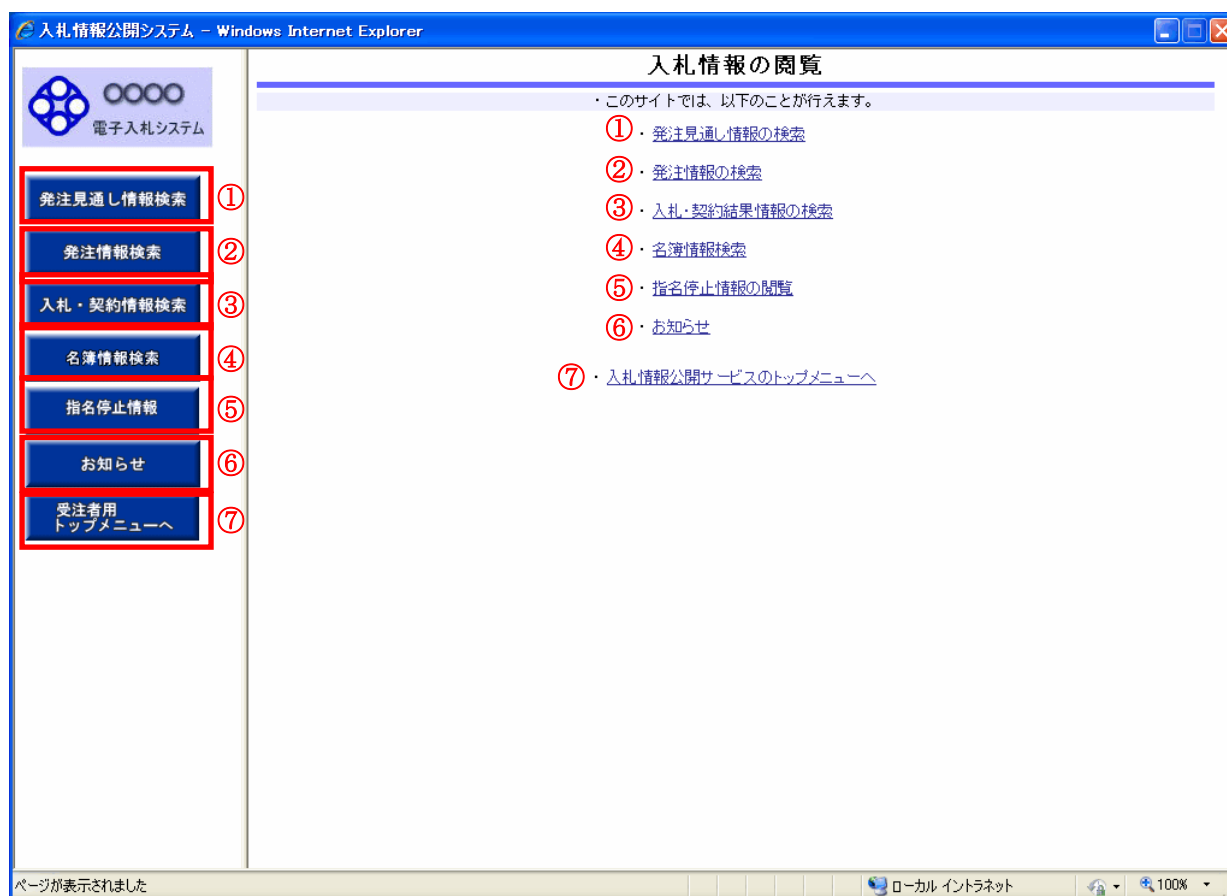 入札情報公開システム - Windows Internet Explorer
〇〇〇〇
電子入札システム
発注見通し情報検索 ①
発注情報検索 ②
入札・契約情報検索 ③
名簿情報検索 ④
指名停止情報 ⑤
お知らせ ⑥
受注者用
トップメニューへ ⑦
入札情報の閲覧
・このサイトでは、以下のことが行えます。
①・発注見通し情報の検索
②・発注情報の検索
③・入札・契約結果情報の検索
④・名簿情報検索
⑤・指名停止情報の閲覧
⑥・お知らせ
⑦・入札情報公開サービスのトップメニューへ
ページが表示されました
ローカル イントラネット
100%